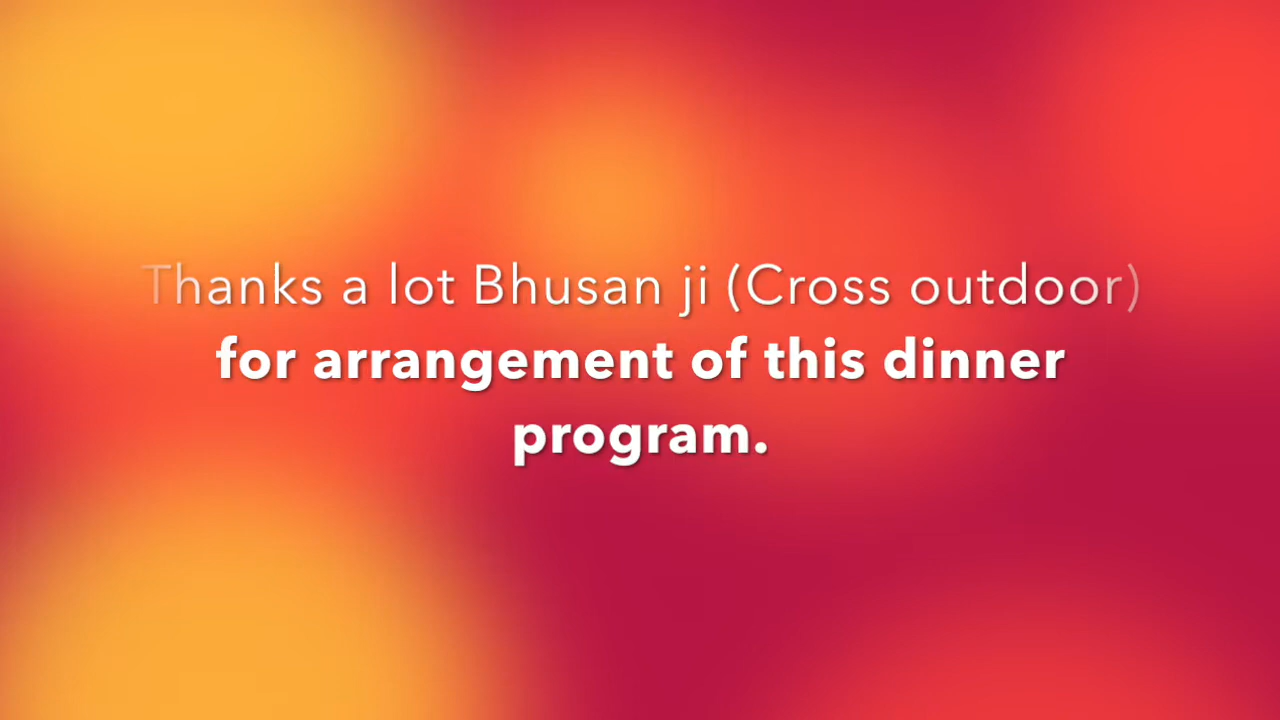 Thanks a lot Bhusan ji (Cross outdoor)
for arrangement of this dinner
program.